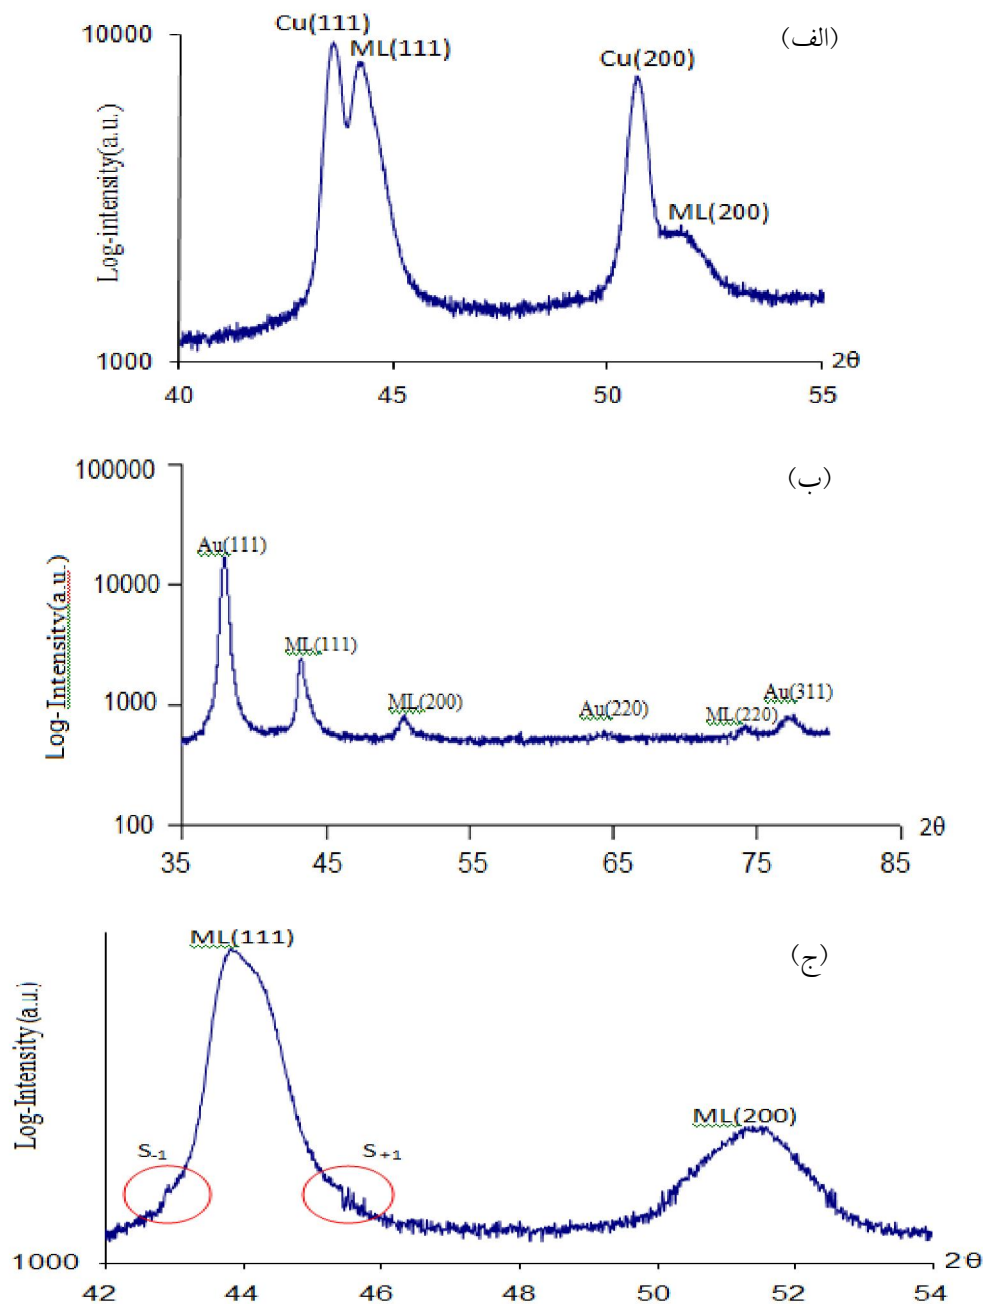 Cu(111)
10000
ML(111)
(الف)
Cu(200)
ML(200)
Log-intensity(a.u.)
1000
2θ
40 45 50 55
100000
(ب)
Au(111)
10000
ML(111)
Log-Intensity(a.u.)
1000
ML(200)
Au(220)
ML(220)
Au(311)
100
2θ
35 45 55 65 75 85
ML(111)
(ج)
Log-Intensity(a.u.)
ML(200)
S-1
S+1
1000
2θ
42 44 46 48 50 52 54